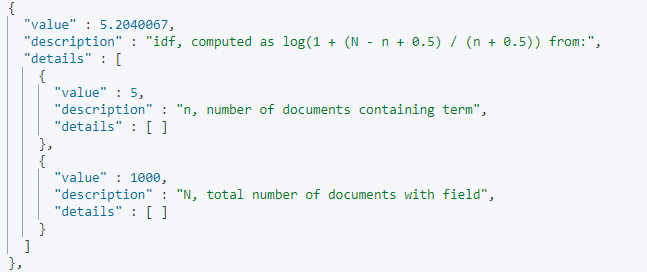 {
"value" : 5.2040067,
"description" : "idf, computed as log(1 + (N - n + 0.5) / (n + 0.5)) from:",
"details" : [
{
"value" : 5,
"description" : "n, number of documents containing term",
"details" : [ ]
},
{
"value" : 1000,
"description" : "N, total number of documents with field",
"details" : [ ]
}
]
},